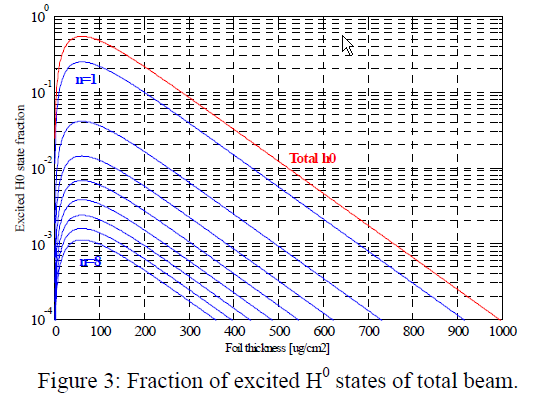 10^0
n=1
10^-1
Excited H0 state fraction
Total h0
10^-2
10^-3
n=8
10^-4
0 100 200 300 400 500 600 700 800 900 1000
Foil thickness [ug/cm2]
Figure 3: Fraction of excited H^0 states of total beam.